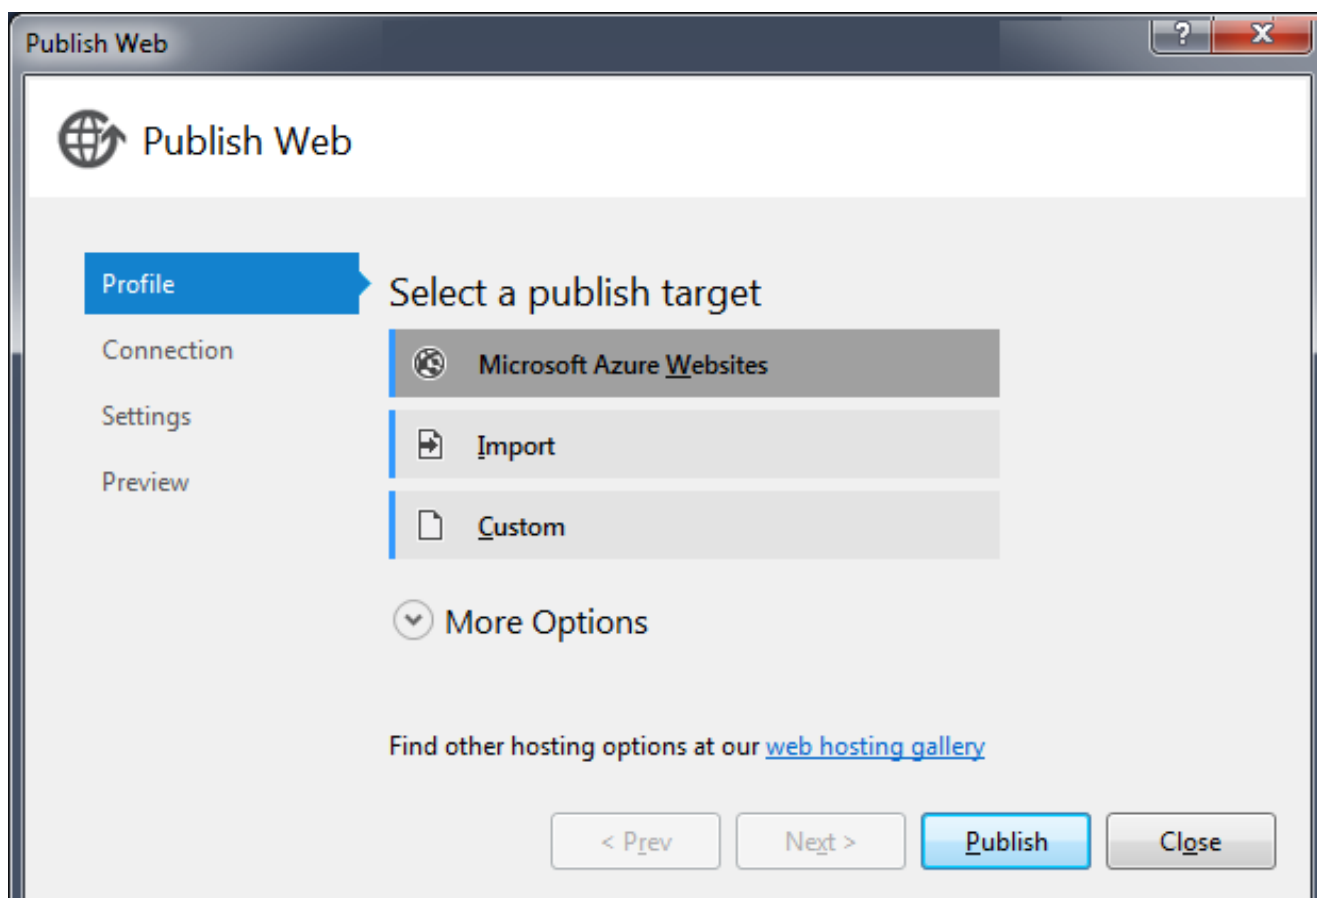 Publish Web
?
Publish Web
Profile
Connection
Settings
Preview
Select a publish target
Microsoft Azure Websites
Import
Custom
More Options
Find other hosting options at our web hosting gallery
< Prev
Next >
Publish
Close